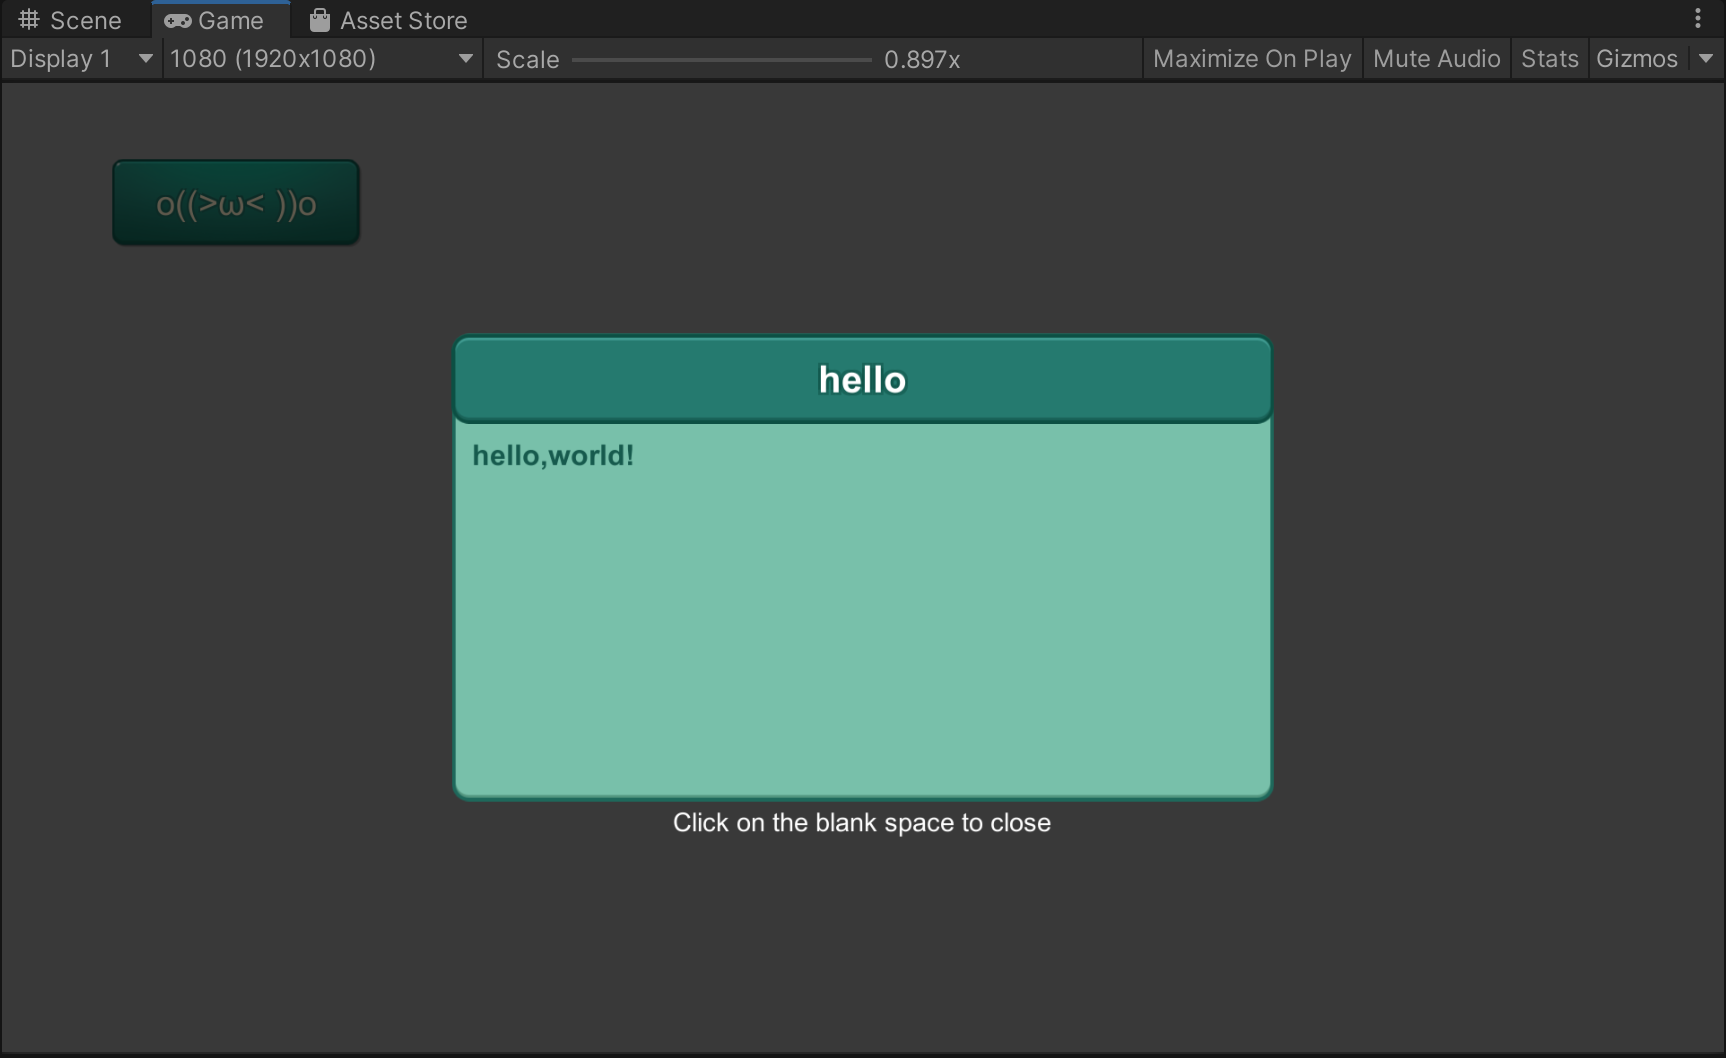 Scene Game Asset Store
Display 1 1080 (1920x1080) Scale 0.897x Maximize On Play Mute Audio Stats Gizmos
o((>ω< ))o
hello
hello,world!
Click on the blank space to close